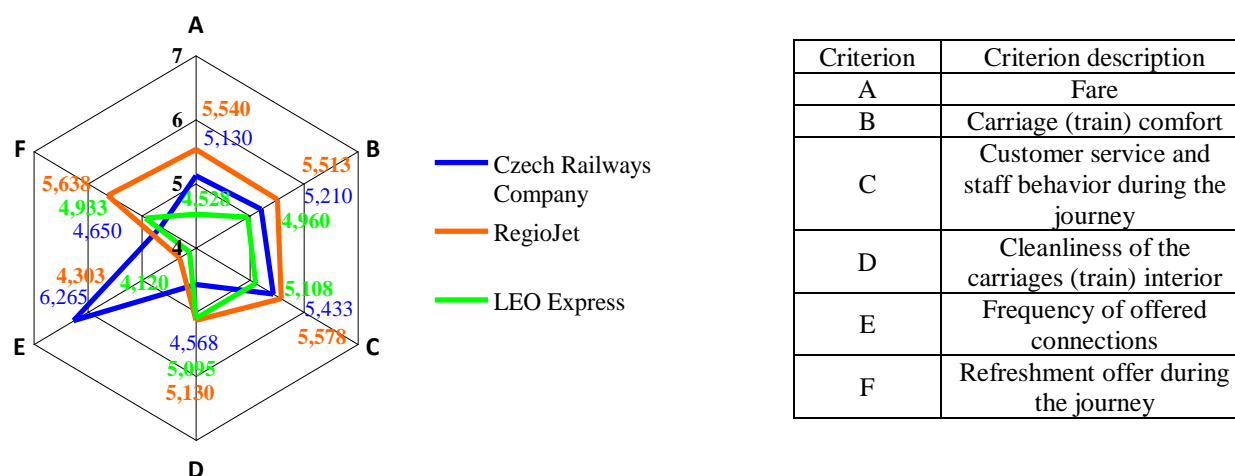 A
7
5,540
6
5,130
F
B
5,513
5,638
5
5,210
4,933
4,528
4,960
4,650
4
4,303
4,120
5,108
6,265
5,433
4,568
5,578
E
C
5,095
5,130
D
Czech Railways
Company
RegioJet
LEO Express
Criterion Criterion description
A Fare
B Carriage (train) comfort
Customer service and
C staff behavior during the
journey
D Cleanliness of the
carriages (train) interior
E Frequency of offered
connections
F Refreshment offer during
the journey